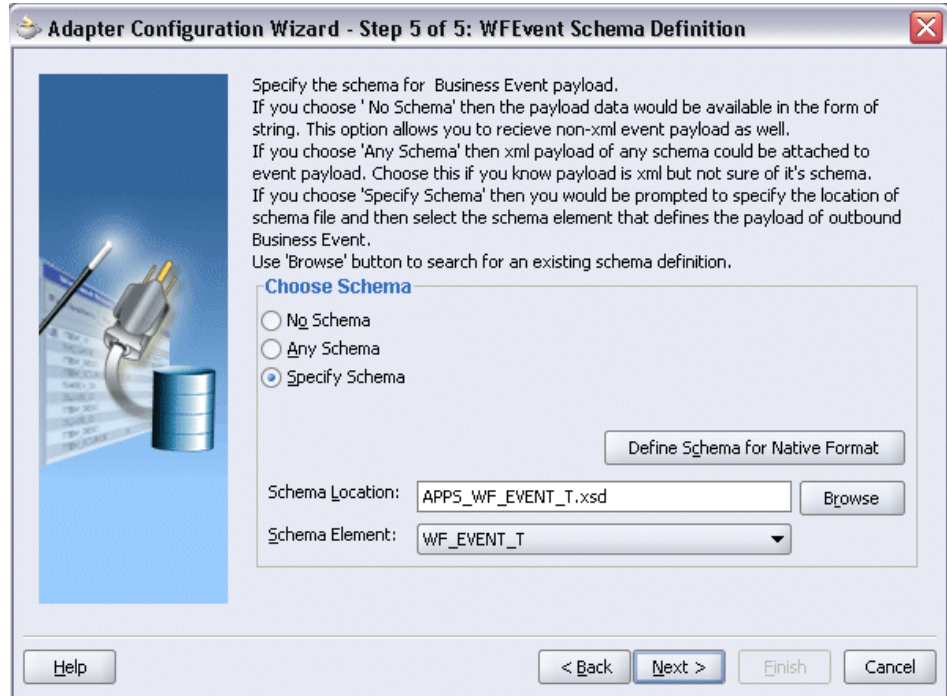 Adapter Configuration Wizard - Step 5 of 5: WFEvent Schema Definition
Specify the schema for Business Event payload.
If you choose ' No Schema' then the payload data would be available in the form of
string. This option allows you to recieve non-xml event payload as well.
If you choose 'Any Schema' then xml payload of any schema could be attached to
event payload. Choose this if you know payload is xml but not sure of it's schema.
If you choose 'Specify Schema' then you would be prompted to specify the location of
schema file and then select the schema element that defines the payload of outbound
Business Event.
Use 'Browse' button to search for an existing schema definition.
Choose Schema
No Schema
Any Schema
Specify Schema
Define Schema for Native Format
Schema Location: APPS_WF_EVENT_T.xsd Browse
Schema Element: WF_EVENT_T
Help < Back Next > Finish Cancel